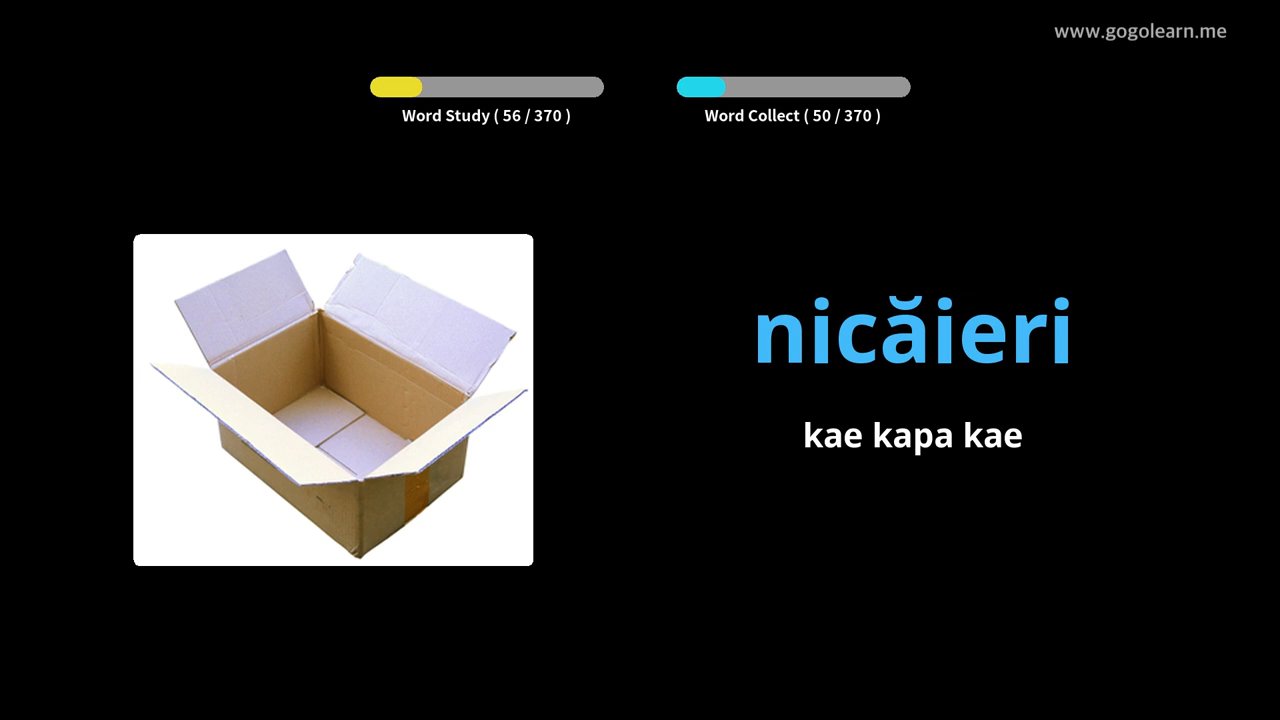 www.gogolearn.me
Word Study ( 56 / 370 )
Word Collect ( 50 / 370 )
nicăieri
kae kapa kae